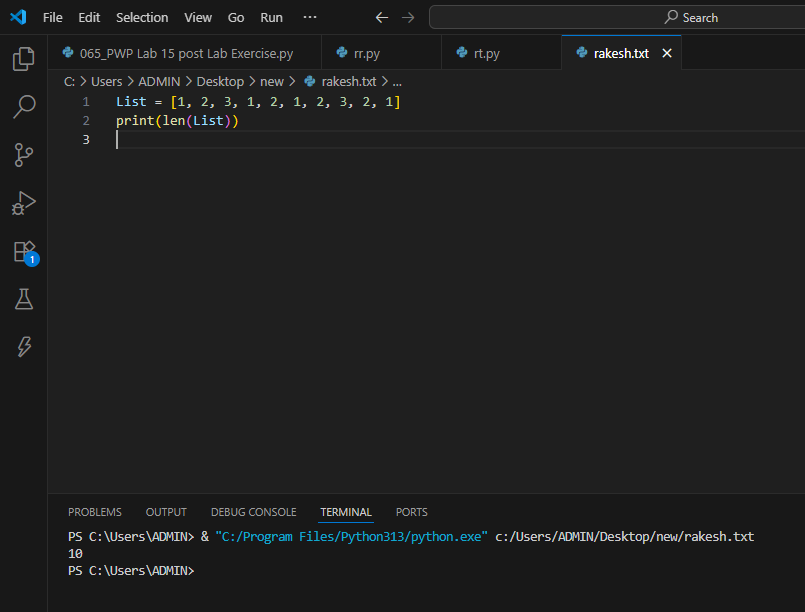 File Edit Selection View Go Run ··· ← → Search
065_PWP Lab 15 post Lab Exercise.py rr.py rt.py rakesh.txt ×
C: > Users > ADMIN > Desktop > new > rakesh.txt > ...
1 List = [1, 2, 3, 1, 2, 1, 2, 3, 2, 1]
2 print(len(List))
3
1
PROBLEMS OUTPUT DEBUG CONSOLE TERMINAL PORTS
PS C:\Users\ADMIN> & "C:/Program Files/Python313/python.exe" c:/Users/ADMIN/Desktop/new/rakesh.txt
10
PS C:\Users\ADMIN>